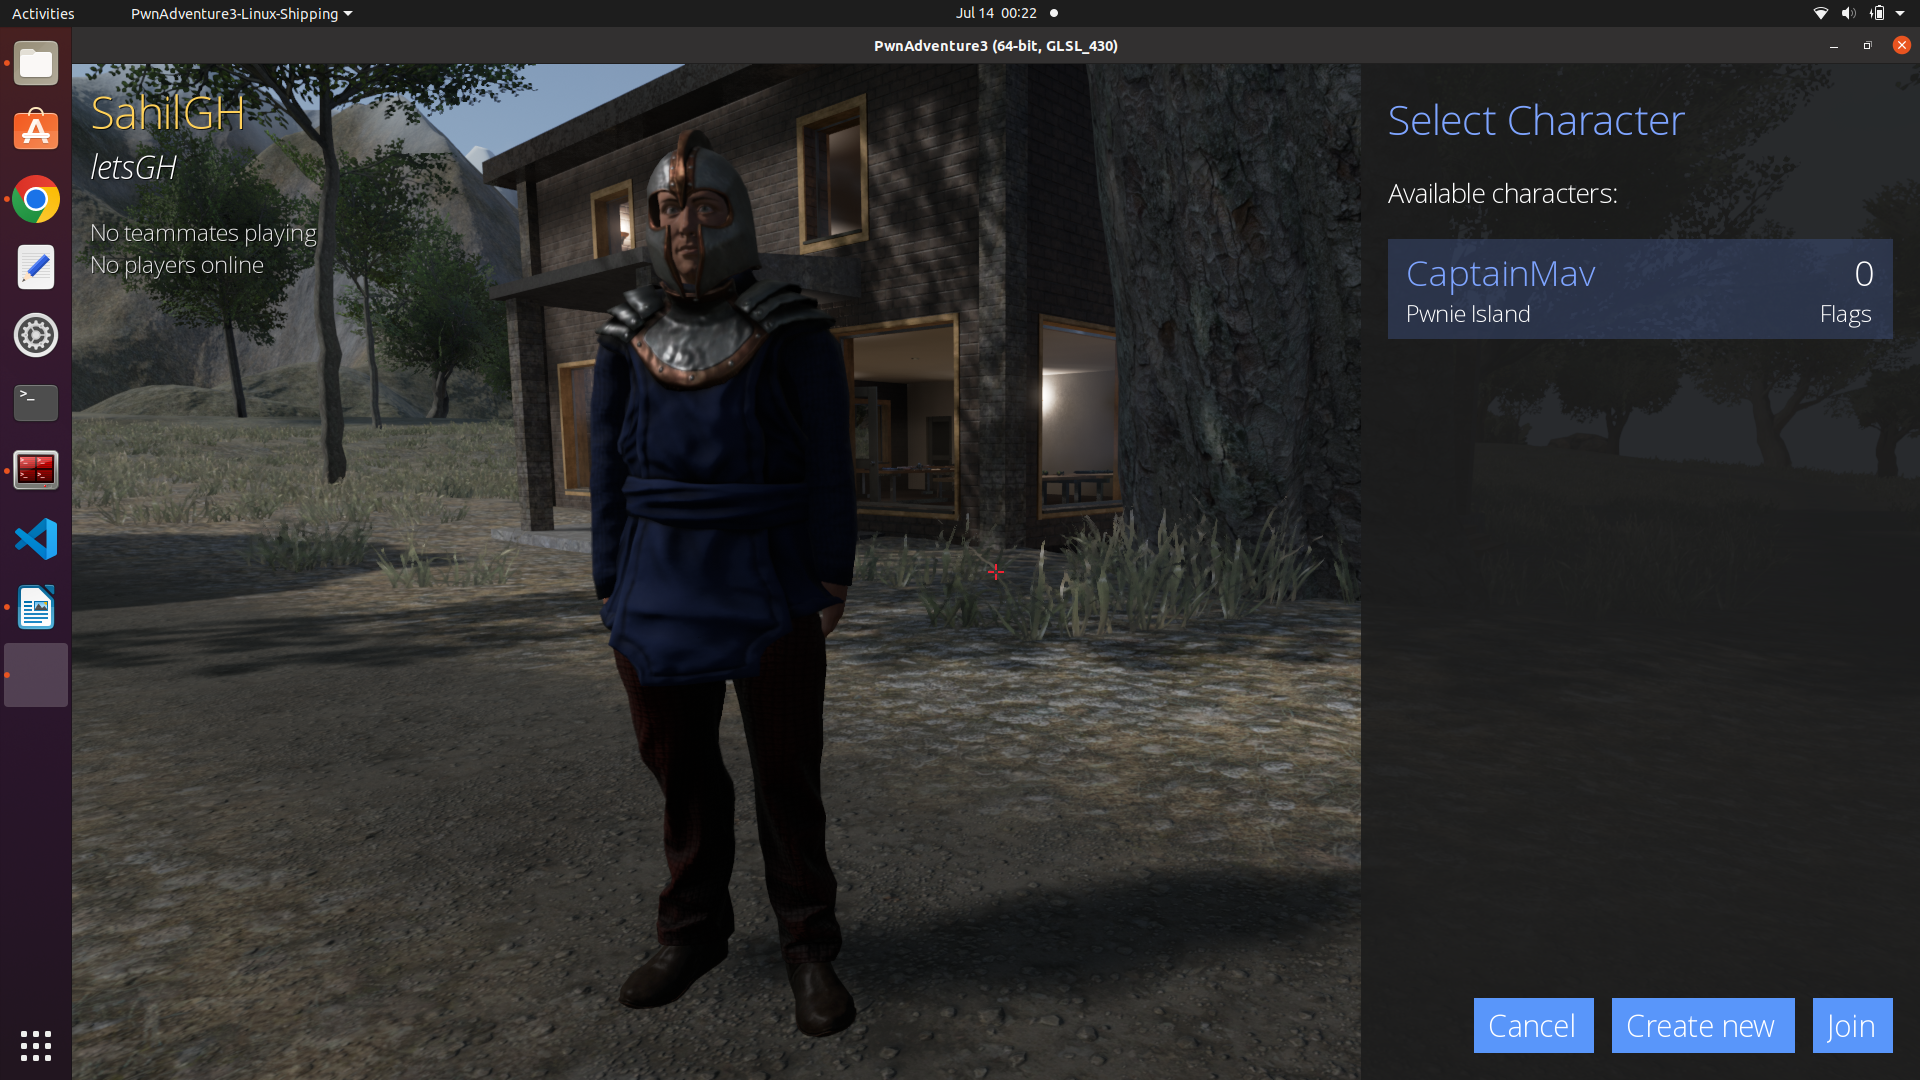 Activities
PwnAdventure3-Linux-Shipping
Jul 14 00:22
PwnAdventure3 (64-bit, GLSL_430)
SahilGH
letsGH
No teammates playing
No players online
Select Character
Available characters:
CaptainMav 0
Pwnie Island Flags
Cancel
Create new
Join